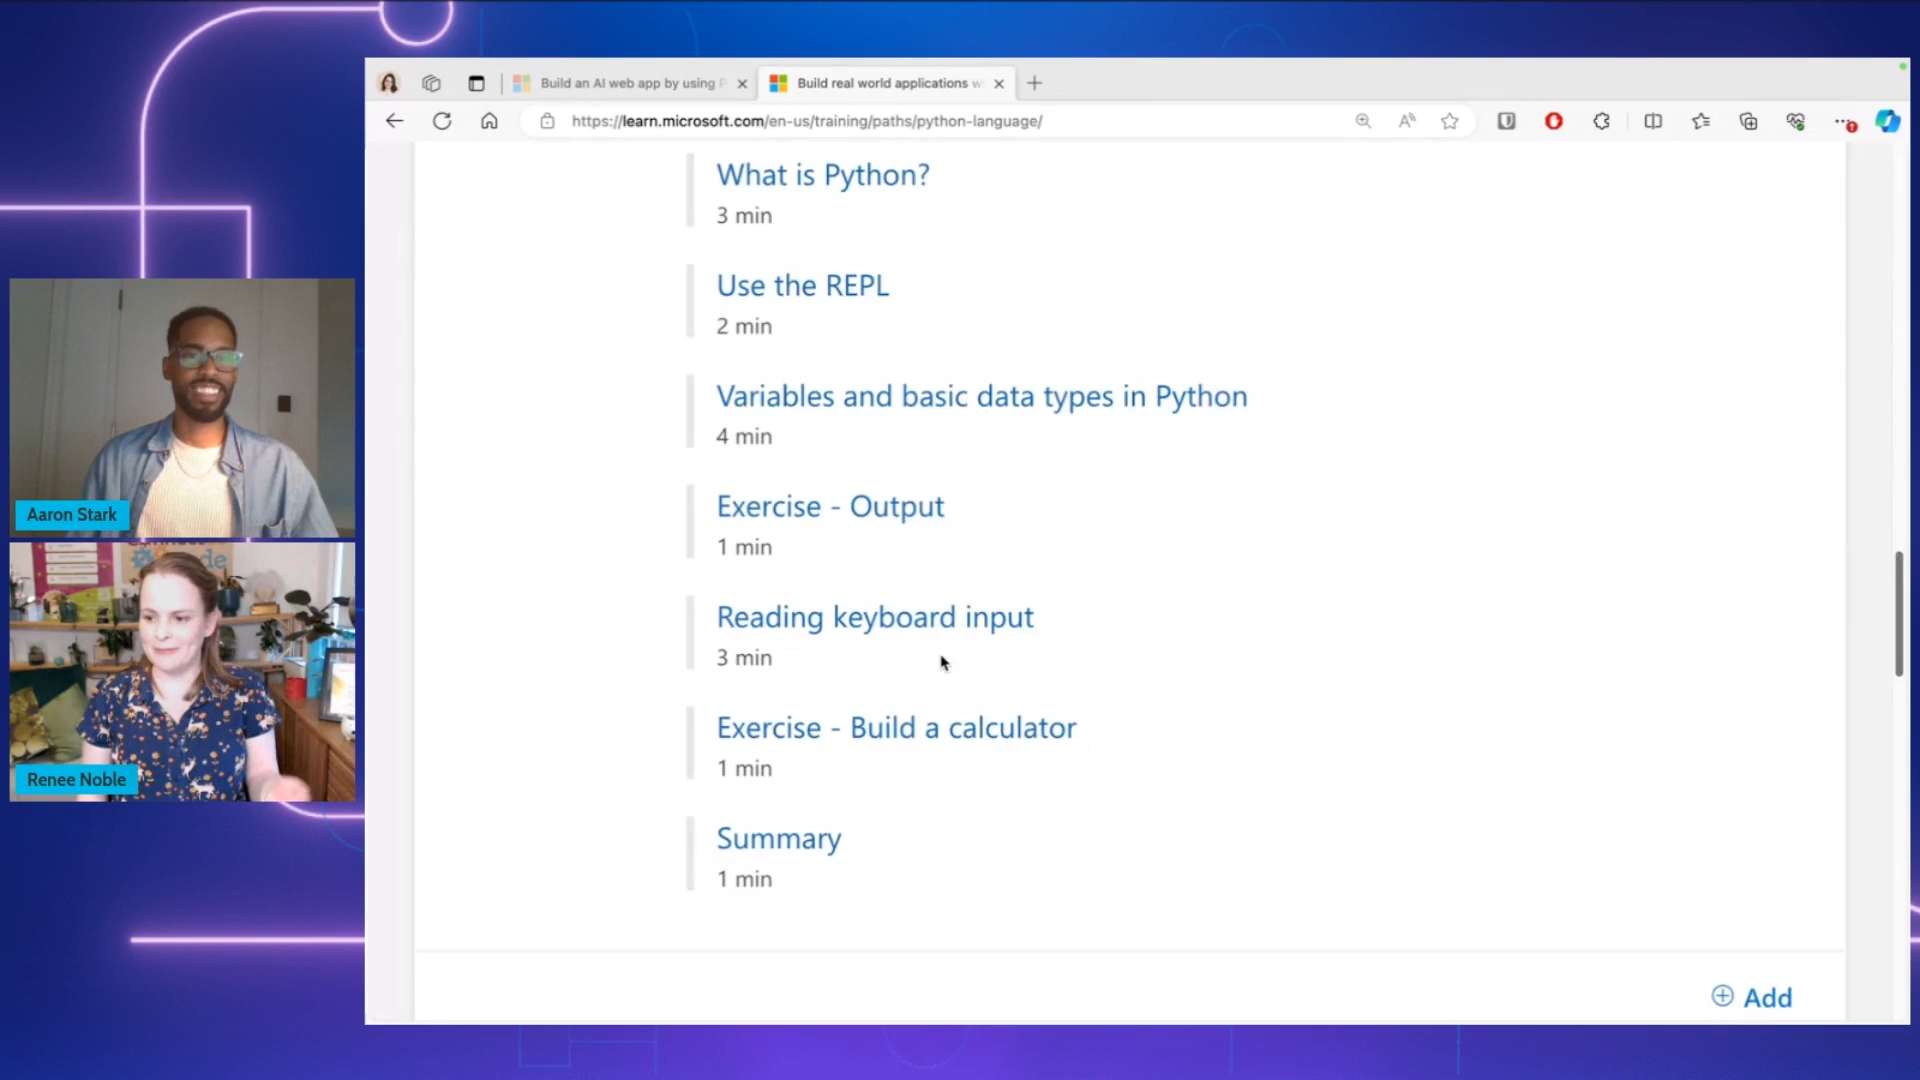 Build an AI web app by using P
Build real world applications wi
https://learn.microsoft.com/en-us/training/paths/python-language/
What is Python?
3 min
Use the REPL
2 min
Variables and basic data types in Python
4 min
Exercise - Output
1 min
Reading keyboard input
3 min
Exercise - Build a calculator
1 min
Summary
1 min
Add
Aaron Stark
Renee Noble